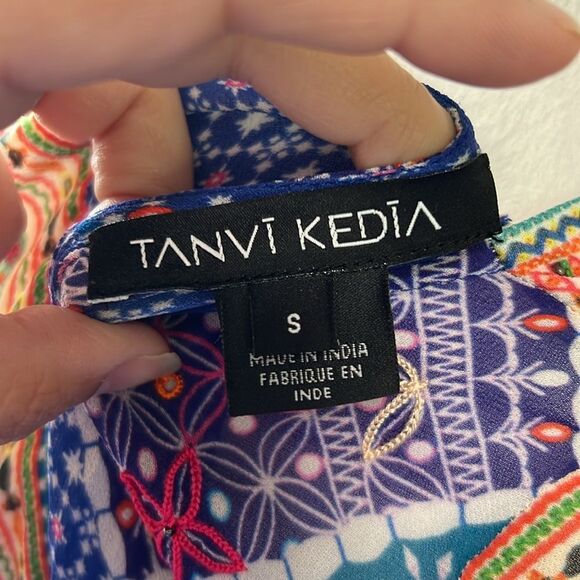 TANVĪ KEDĪA
S
MADE IN INDIA
FABRIQUE EN
INDE